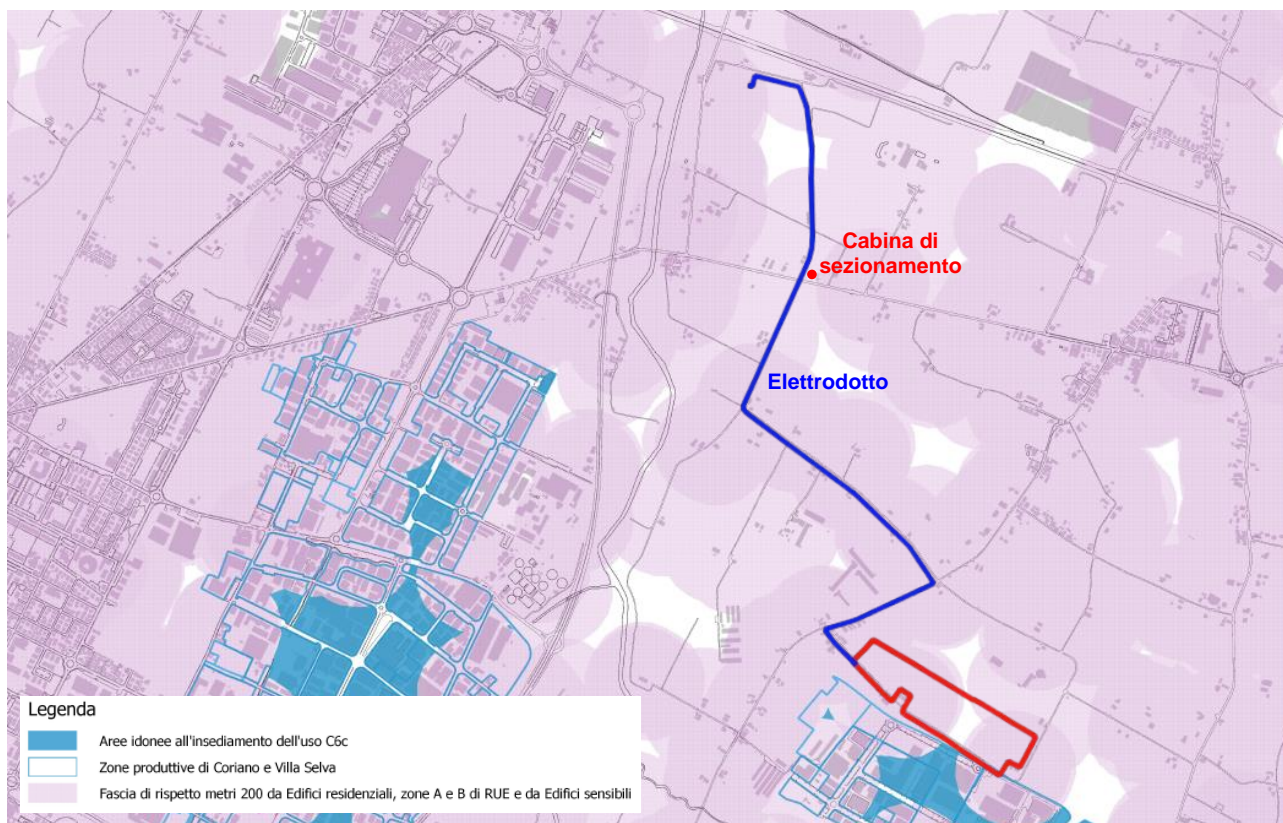 Cabina di
sezionamento
Elettrodotto
Legenda
Aree idonee all'insediamento dell'uso C6c
Zone produttive di Coriano e Villa Selva
Fascia di rispetto metri 200 da Edifici residenziali, zone A e B di RUE e da Edifici sensibili